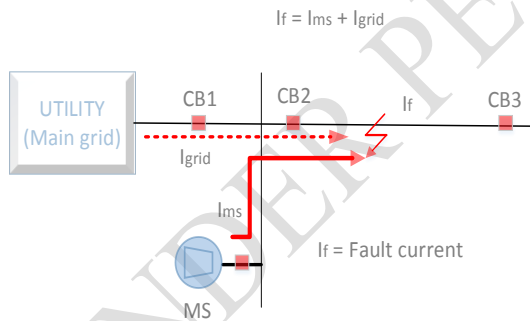 If = Ims + Igrid
UTILITY
(Main grid)
CB1
CB2
If
CB3
Igrid
Ims
If = Fault current
MS